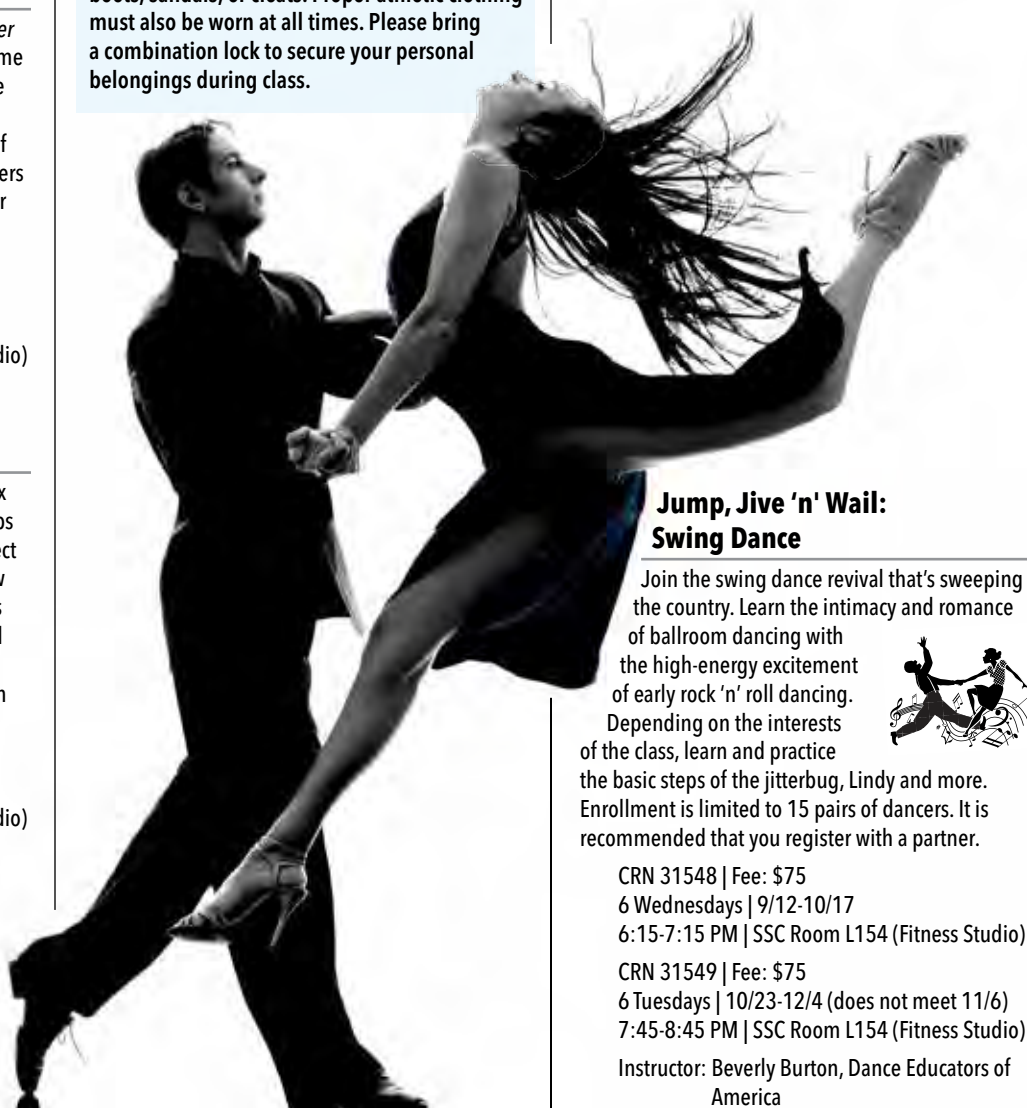 er
me
e
f
ers
r
dio)
x
ps
ect
v
s
l
n
dio)
must also be worn at all times. Please bring
a combination lock to secure your personal
belongings during class.
Jump, Jive ‘n' Wail:
Swing Dance
Join the swing dance revival that's sweeping
the country. Learn the intimacy and romance
of ballroom dancing with
the high-energy excitement
of early rock ‘n’ roll dancing.
Depending on the interests
of the class, learn and practice
the basic steps of the jitterbug, Lindy and more.
Enrollment is limited to 15 pairs of dancers. It is
recommended that you register with a partner.
CRN 31548 | Fee: $75
6 Wednesdays | 9/12-10/17
6:15-7:15 PM | SSC Room L154 (Fitness Studio)
CRN 31549 | Fee: $75
6 Tuesdays | 10/23-12/4 (does not meet 11/6)
7:45-8:45 PM | SSC Room L154 (Fitness Studio)
Instructor: Beverly Burton, Dance Educators of
America